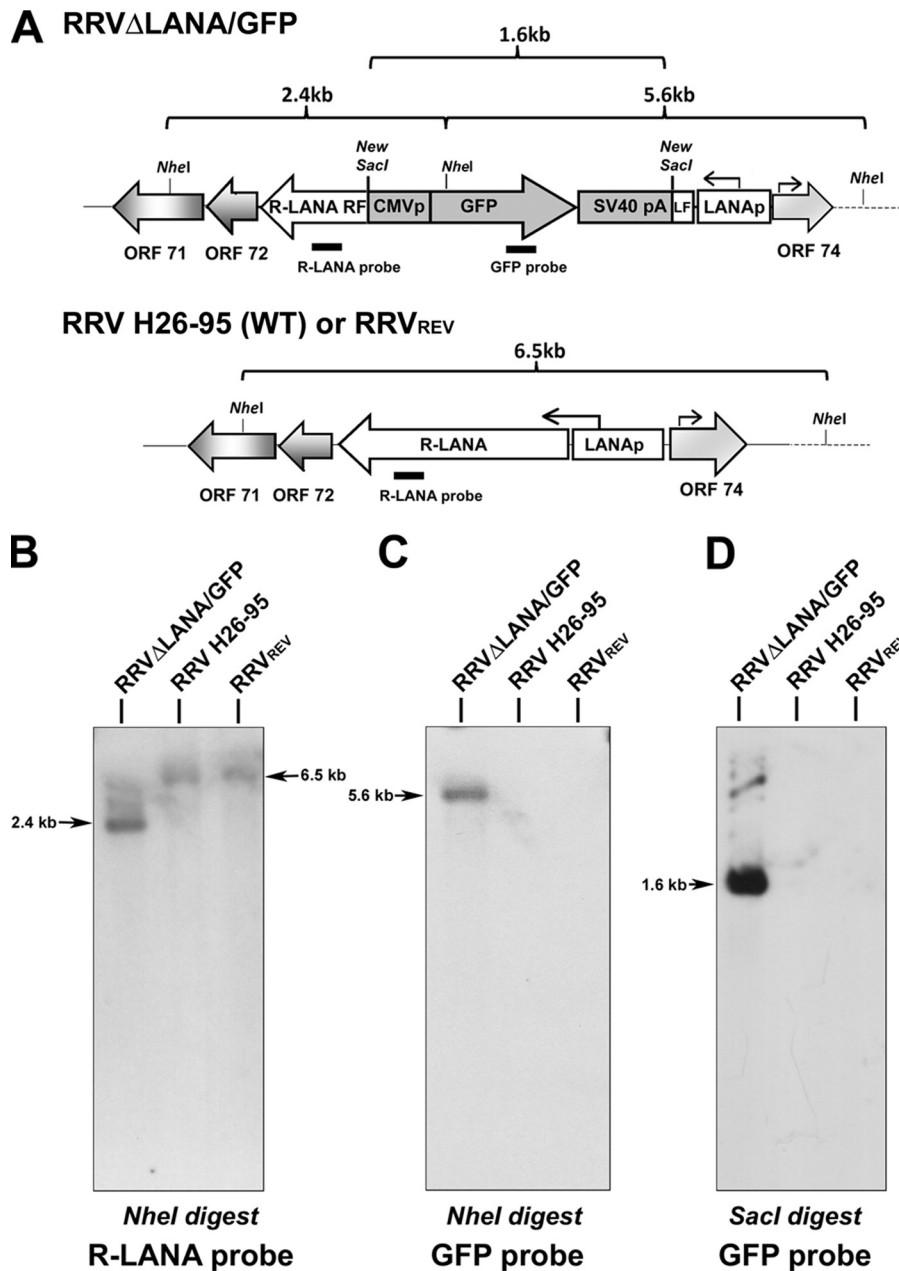 A RRVΔLANA/GFP
1.6kb
2.4kb 5.6kb
New SacI New SacI
NheI NheI NheI
R-LANA RF CMVp GFP SV40 pA LF LANAp
ORF 71 ORF 72 R-LANA probe GFP probe ORF 74
RRV H26-95 (WT) or RRVREV
6.5kb
NheI NheI
R-LANA LANAp
ORF 71 ORF 72 R-LANA probe ORF 74
B
RRVΔLANA/GFP
RRV H26-95
RRVREV
2.4 kb
6.5 kb
NheI digest
R-LANA probe
C
RRVΔLANA/GFP
RRV H26-95
RRVREV
5.6 kb
NheI digest
GFP probe
D
RRVΔLANA/GFP
RRV H26-95
RRVREV
1.6 kb
SacI digest
GFP probe